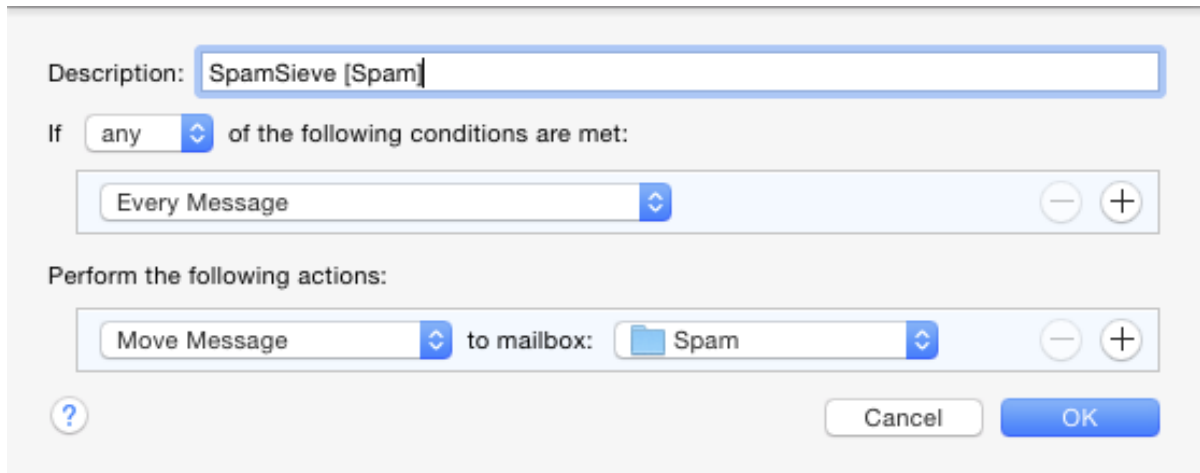 Description: SpamSieve [Spam]
If any of the following conditions are met:
Every Message
Perform the following actions:
Move Message to mailbox: Spam
? Cancel OK